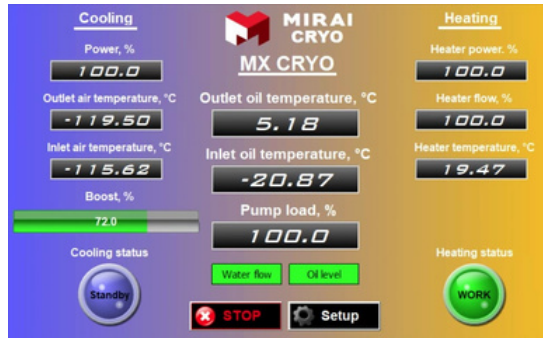 Cooling
Power, %
100.0
Outlet air temperature, °C
-119.50
Inlet air temperature, °C
-115.62
Boost, %
72.0
Cooling status
Standby
MIRAI
CRYO
MX CRYO
Outlet oil temperature, °C
5.18
Inlet oil temperature, °C
-20.87
Pump load, %
100.0
Water flow
Oil level
STOP
Setup
Heating
Heater power. %
100.0
Heater flow, %
100.0
Heater temperature, °C
19.47
Heating status
WORK